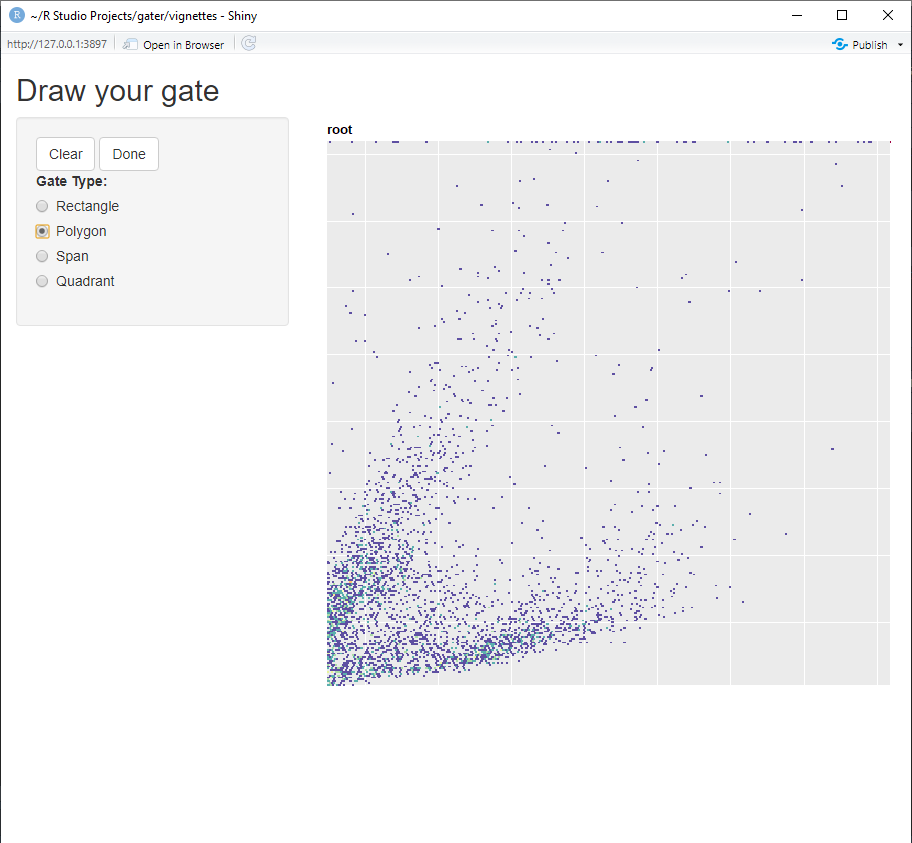 R ~/R Studio Projects/gater/vignettes - Shiny
http://127.0.0.1:3897 Open in Browser Publish
Draw your gate
Clear Done
Gate Type:
Rectangle
Polygon
Span
Quadrant
root